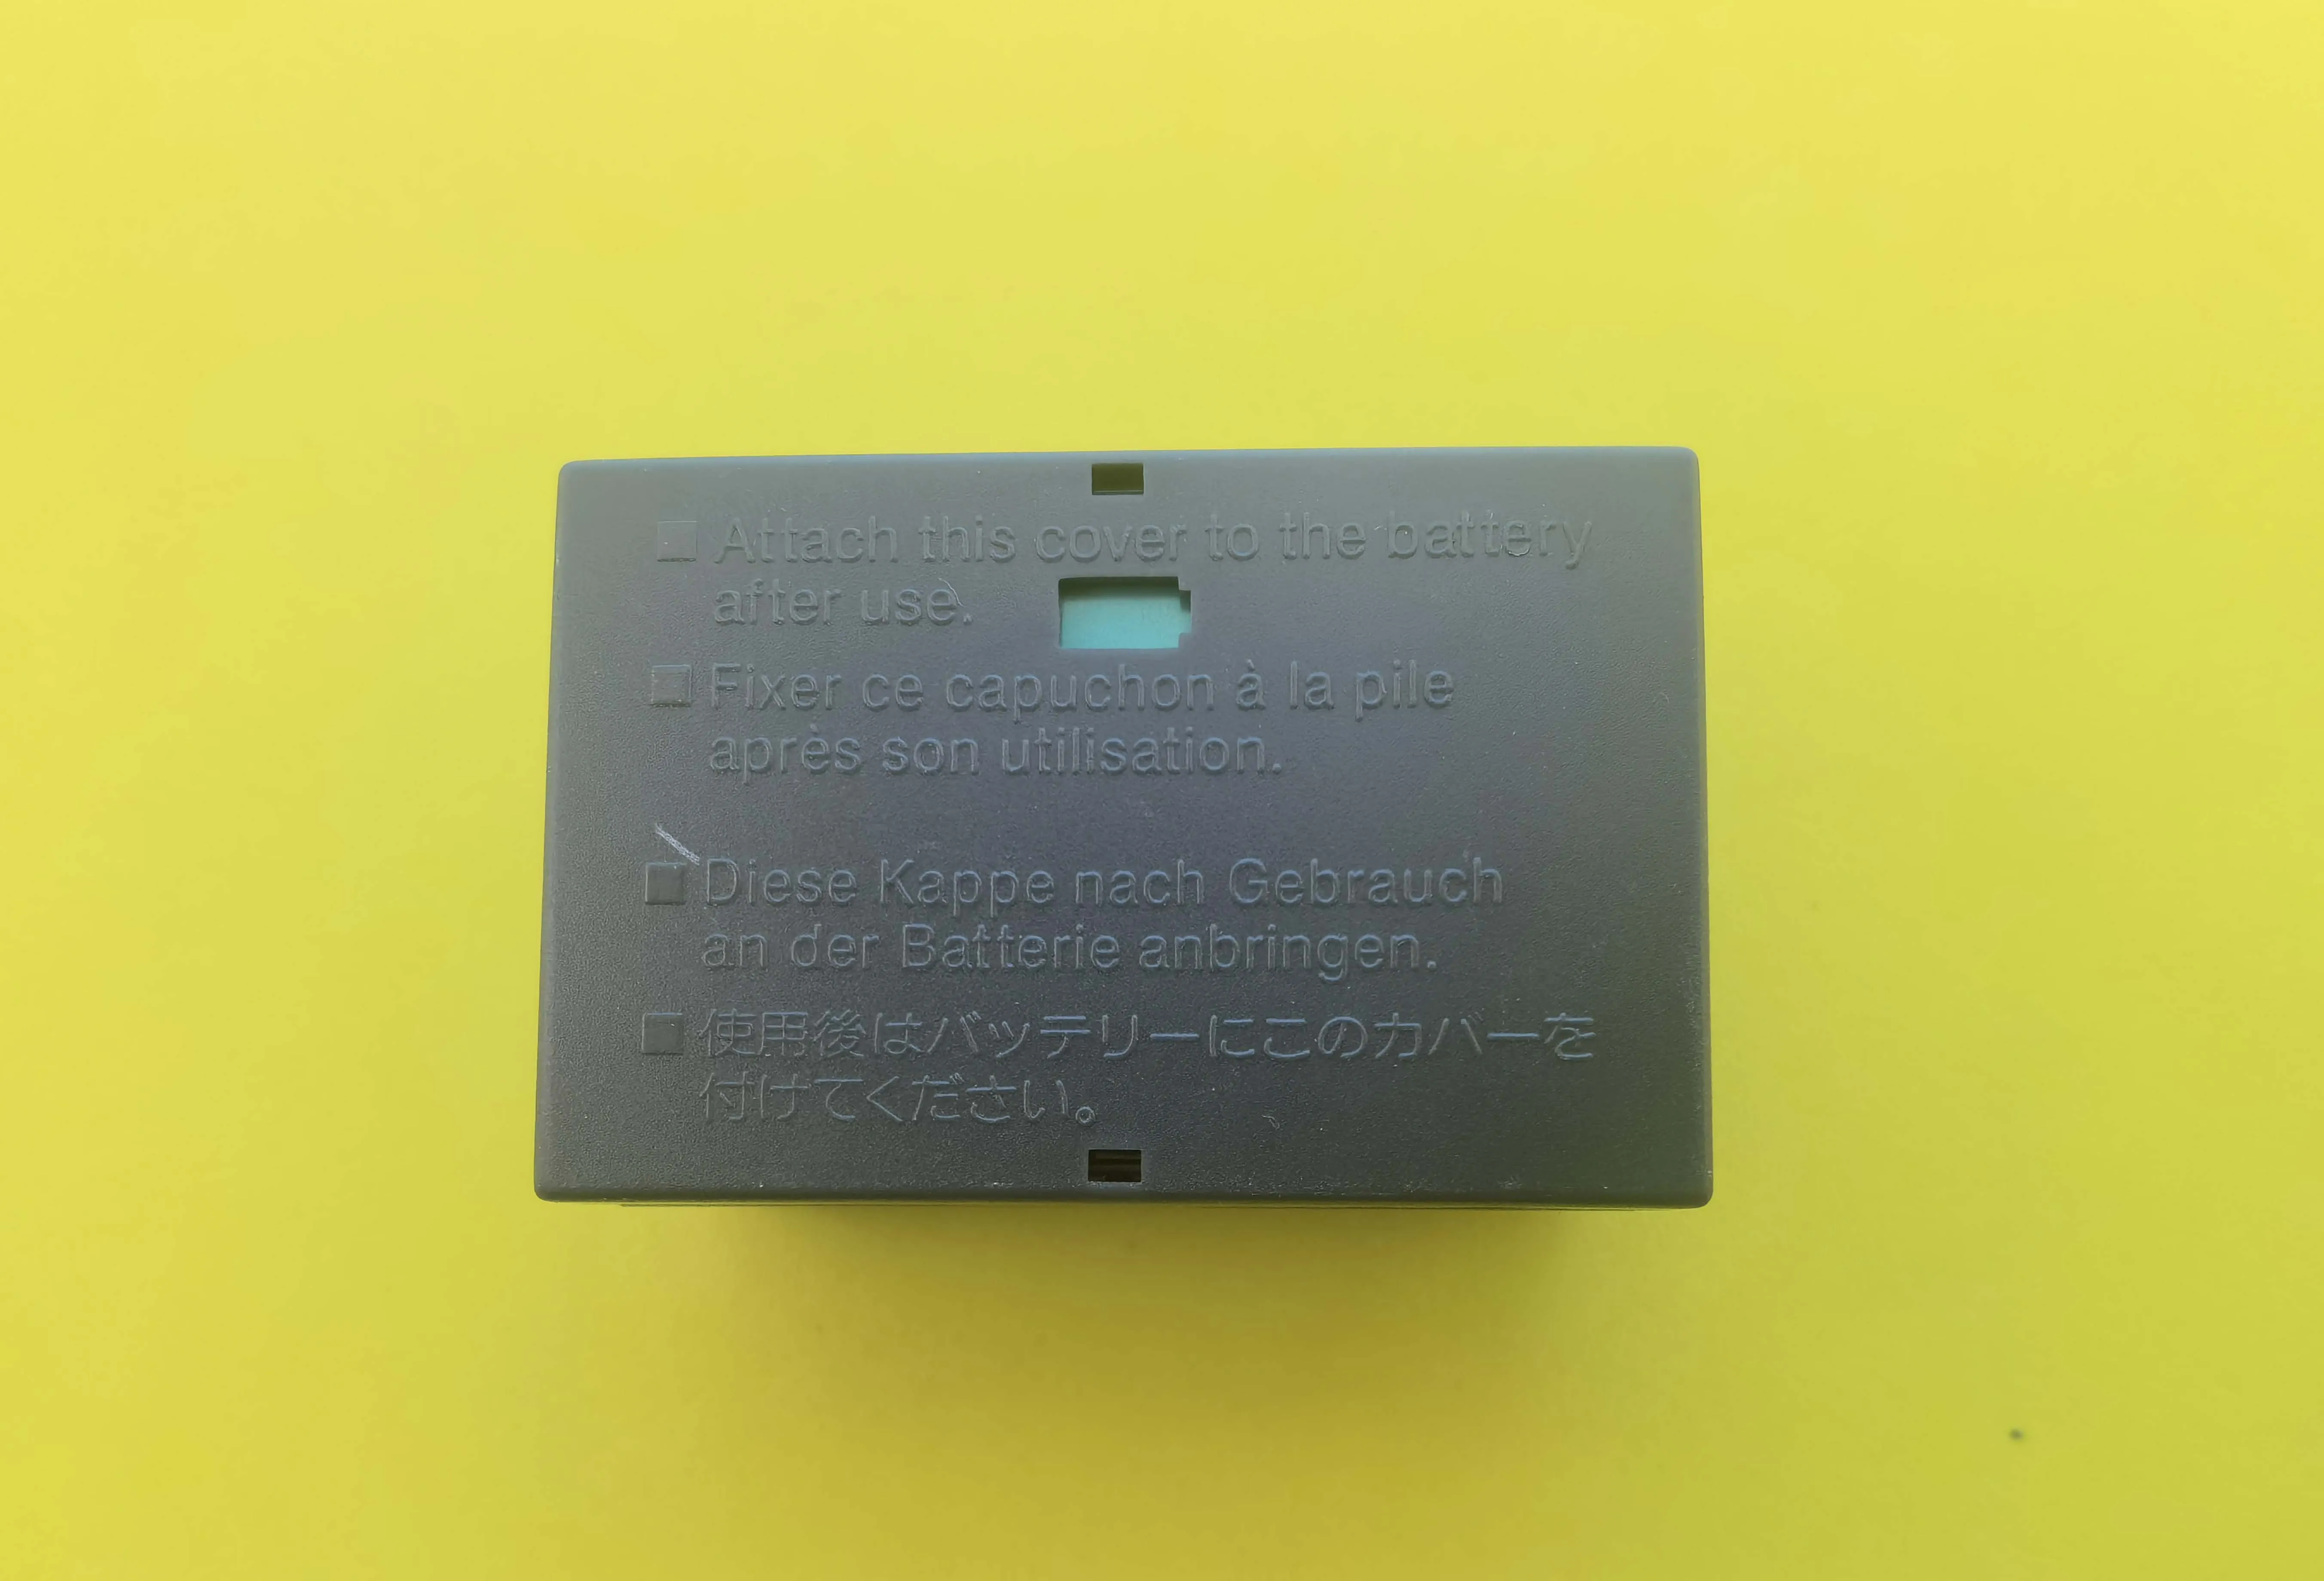 ■ Attach this cover to the battery
after use.
■ Fixer ce capuchon à la pile
après son utilisation.
■ Diese Kappe nach Gebrauch
an der Batterie anbringen.
■ 使用後はバッテリーにこのカバーを
付けてください。